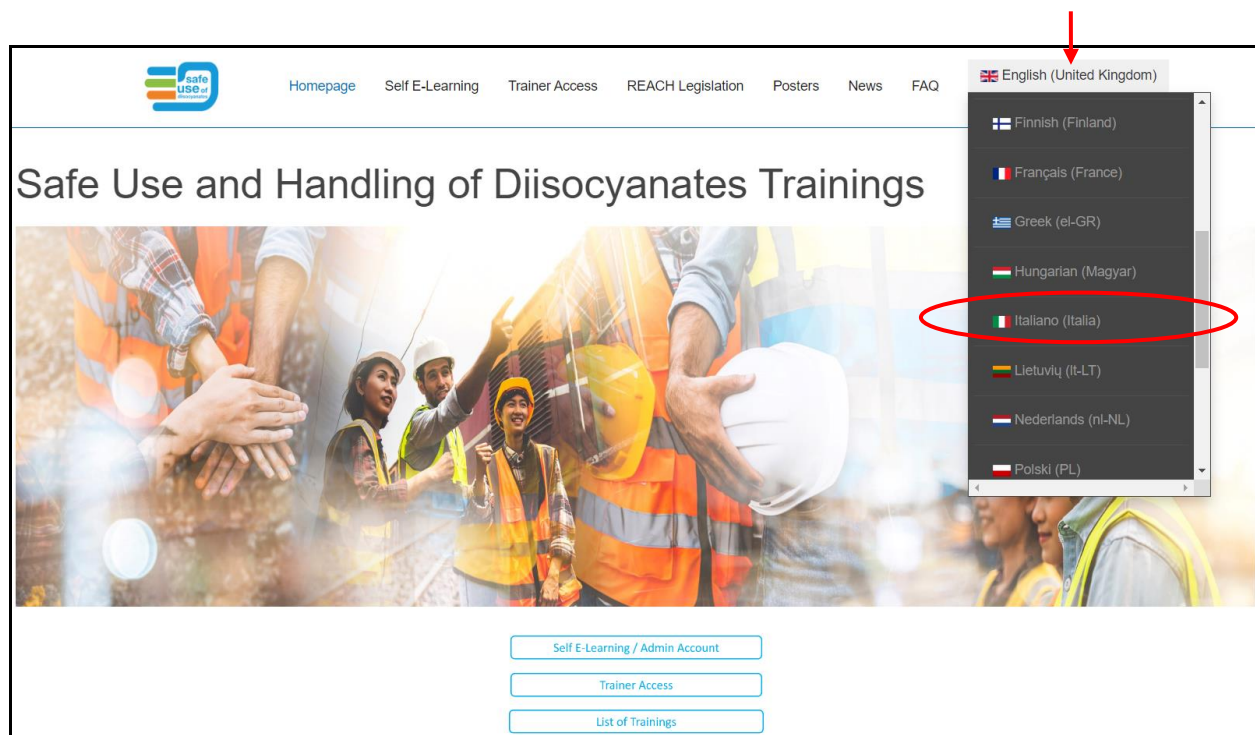 safe
use of
diisocyanates
Homepage Self E-Learning Trainer Access REACH Legislation Posters News FAQ English (United Kingdom)
Finnish (Finland)
Français (France)
Greek (el-GR)
Hungarian (Magyar)
Italiano (Italia)
Lietuvių (lt-LT)
Nederlands (nl-NL)
Polski (PL)
Safe Use and Handling of Diisocyanates Trainings
Self E-Learning / Admin Account
Trainer Access
List of Trainings